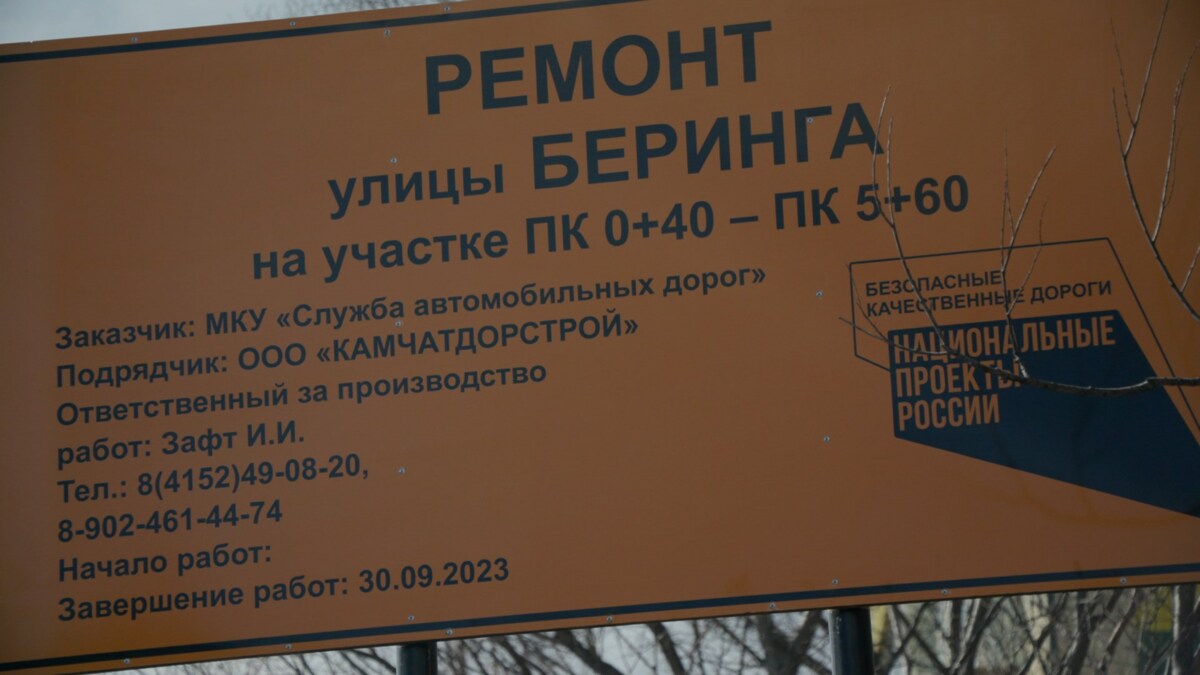 РЕМОНТ
улицы БЕРИНГА
на участке ПК 0+40 – ПК 5+60
Заказчик: МКУ «Служба автомобильных дорог»
Подрядчик: ООО «КАМЧАТДОРСТРОЙ»
Ответственный за производство
работ: Зафт И.И.
Тел.: 8(4152)49-08-20,
8-902-461-44-74
Начало работ:
Завершение работ: 30.09.2023
БЕЗОПАСНЫЕ
КАЧЕСТВЕННЫЕ ДОРОГИ
НАЦИОНАЛЬНЫЕ
ПРОЕКТЫ
РОССИИ